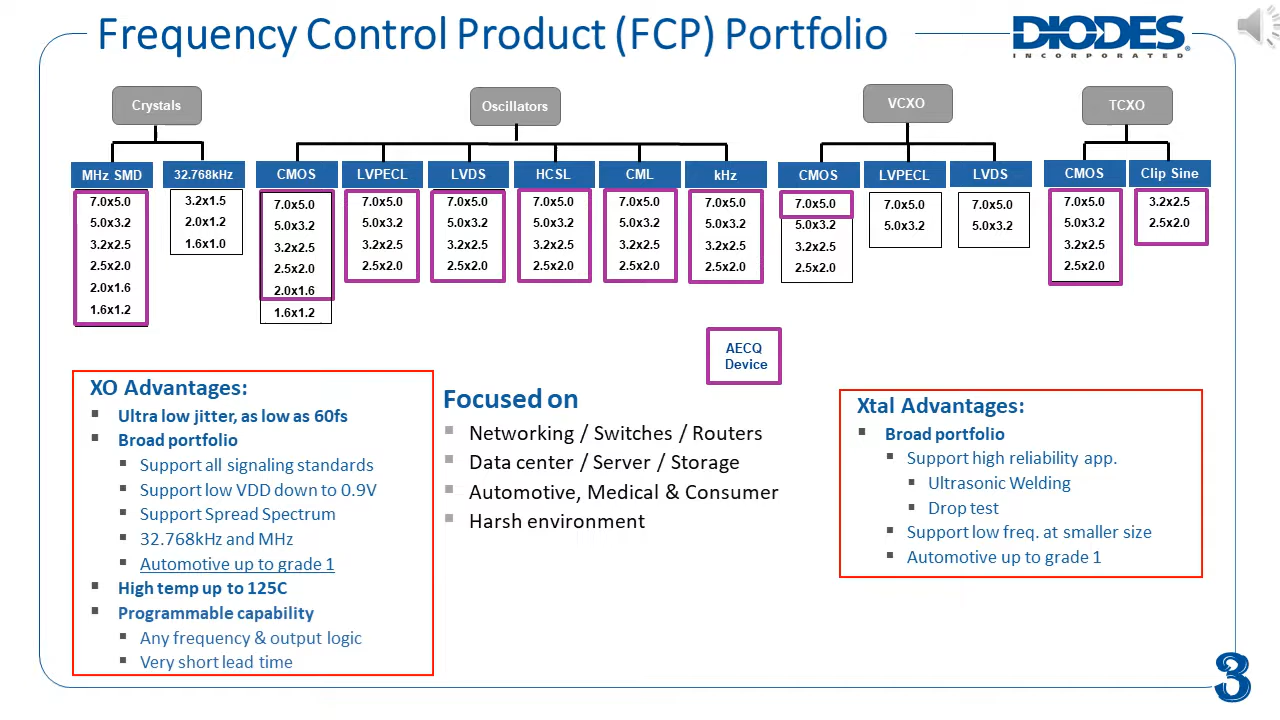 Frequency Control Product (FCP) Portfolio
DIODES
INCORPORATED
Crystals
Oscillators
VCXO
TCXO
MHz SMD
7.0x5.0
5.0x3.2
3.2x2.5
2.5x2.0
2.0x1.6
1.6x1.2
32.768kHz
3.2x1.5
2.0x1.2
1.6x1.0
CMOS
7.0x5.0
5.0x3.2
3.2x2.5
2.5x2.0
2.0x1.6
1.6x1.2
LVPECL
7.0x5.0
5.0x3.2
3.2x2.5
2.5x2.0
LVDS
7.0x5.0
5.0x3.2
3.2x2.5
2.5x2.0
HCSL
7.0x5.0
5.0x3.2
3.2x2.5
2.5x2.0
CML
7.0x5.0
5.0x3.2
3.2x2.5
2.5x2.0
kHz
7.0x5.0
5.0x3.2
3.2x2.5
2.5x2.0
CMOS
7.0x5.0
5.0x3.2
3.2x2.5
2.5x2.0
LVPECL
7.0x5.0
5.0x3.2
LVDS
7.0x5.0
5.0x3.2
CMOS
7.0x5.0
5.0x3.2
3.2x2.5
2.5x2.0
Clip Sine
3.2x2.5
2.5x2.0
AECQ
Device
XO Advantages:
Ultra low jitter, as low as 60fs
Broad portfolio
Support all signaling standards
Support low VDD down to 0.9V
Support Spread Spectrum
32.768kHz and MHz
Automotive up to grade 1
High temp up to 125C
Programmable capability
Any frequency & output logic
Very short lead time
Focused on
Networking / Switches / Routers
Data center / Server / Storage
Automotive, Medical & Consumer
Harsh environment
Xtal Advantages:
Broad portfolio
Support high reliability app.
Ultrasonic Welding
Drop test
Support low freq. at smaller size
Automotive up to grade 1
3